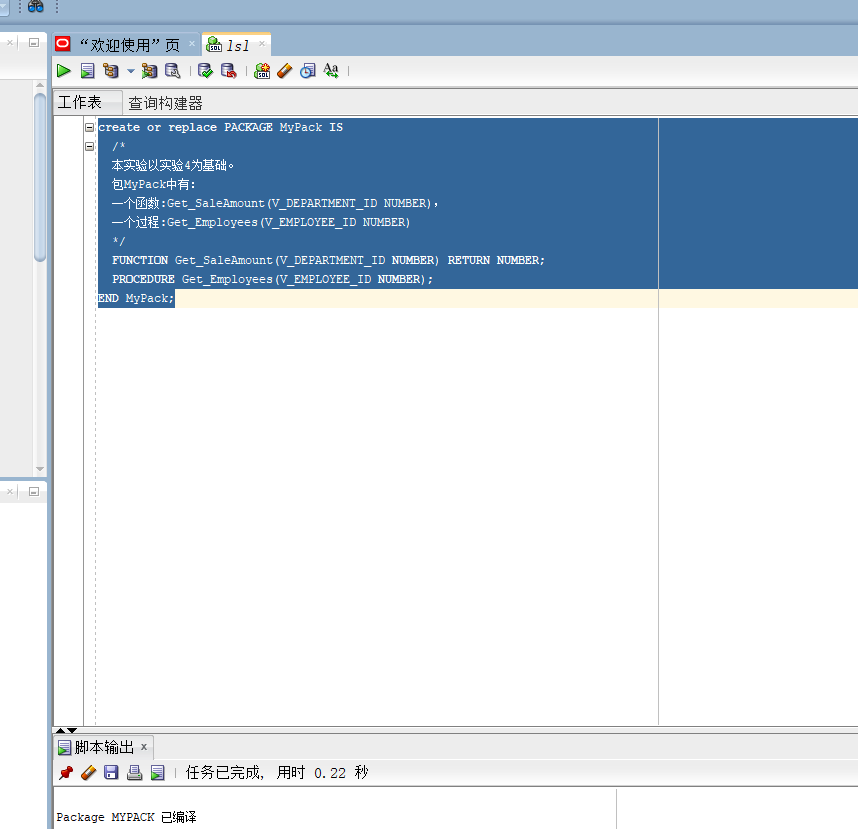 “欢迎使用”页
lsl
工作表
查询构建器
create or replace PACKAGE MyPack IS
/*
本实验以实验4为基础。
包MyPack中有:
一个函数:Get_SaleAmount(V_DEPARTMENT_ID NUMBER),
一个过程:Get_Employees(V_EMPLOYEE_ID NUMBER)
*/
FUNCTION Get_SaleAmount(V_DEPARTMENT_ID NUMBER) RETURN NUMBER;
PROCEDURE Get_Employees(V_EMPLOYEE_ID NUMBER);
END MyPack;
脚本输出
任务已完成, 用时 0.22 秒
Package MYPACK 已编译